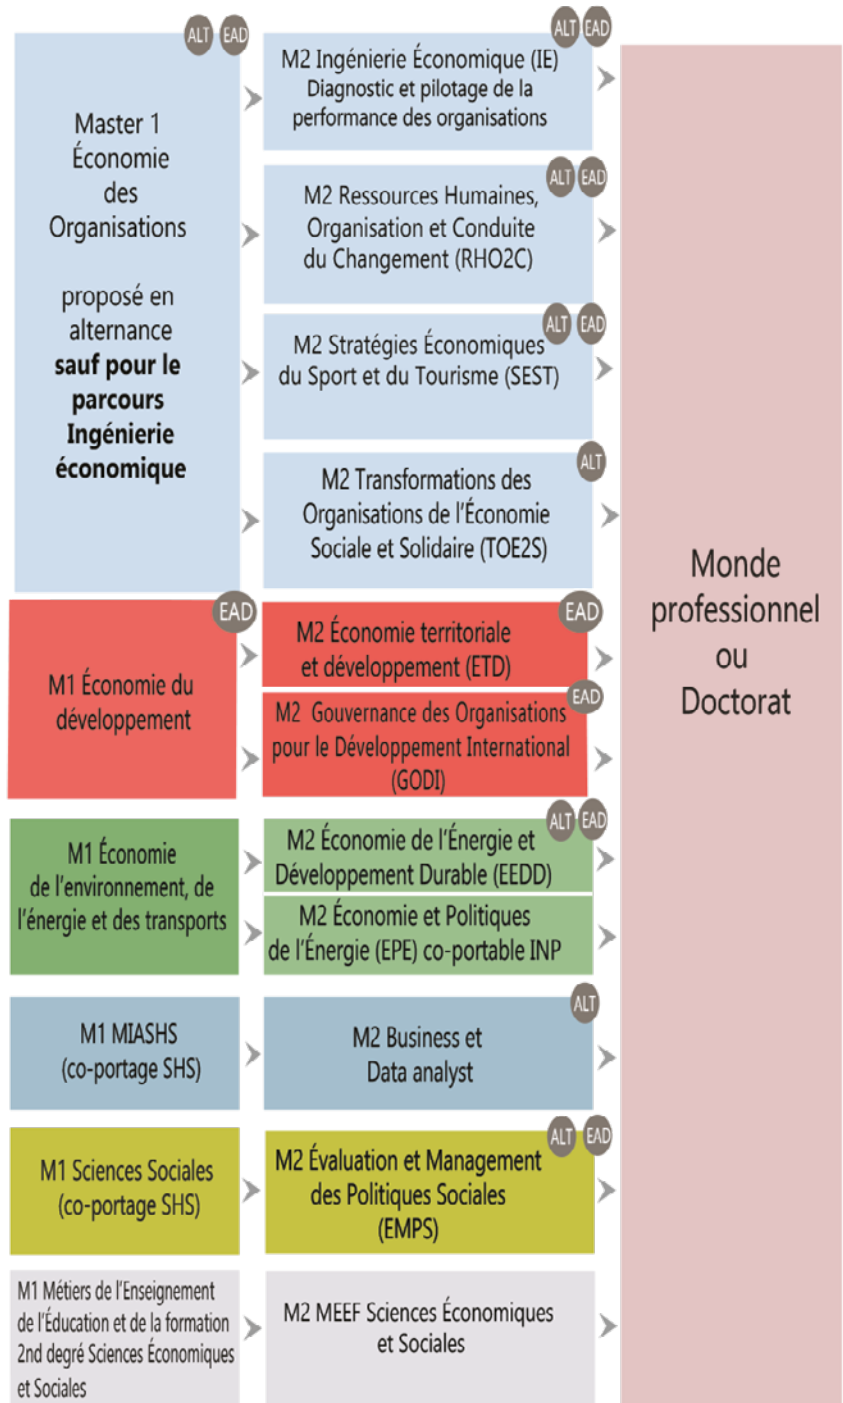 ALT EAD
Master 1
Économie
des
Organisations
proposé en
alternance
sauf pour le
parcours
Ingénierie
économique
ALT EAD
M2 Ingénierie Économique (IE)
Diagnostic et pilotage de la
performance des organisations
ALT EAD
M2 Ressources Humaines,
Organisation et Conduite
du Changement (RHO2C)
ALT EAD
M2 Stratégies Économiques
du Sport et du Tourisme (SEST)
ALT
M2 Transformations des
Organisations de l'Économie
Sociale et Solidaire (TOE2S)
EAD
M1 Économie du
développement
EAD
M2 Économie territoriale
et développement (ETD)
EAD
M2 Gouvernance des Organisations
pour le Développement International
(GODI)
M1 Économie
de l'environnement, de
l'énergie et des transports
ALT EAD
M2 Économie de l'Énergie et
Développement Durable (EEDD)
M2 Économie et Politiques
de l'Énergie (EPE) co-portable INP
M1 MIASHS
(co-portage SHS)
ALT
M2 Business et
Data analyst
M1 Sciences Sociales
(co-portage SHS)
ALT EAD
M2 Évaluation et Management
des Politiques Sociales
(EMPS)
M1 Métiers de l'Enseignement
de l'Éducation et de la formation
2nd degré Sciences Économiques
et Sociales
M2 MEEF Sciences Économiques
et Sociales
Monde
professionnel
ou
Doctorat